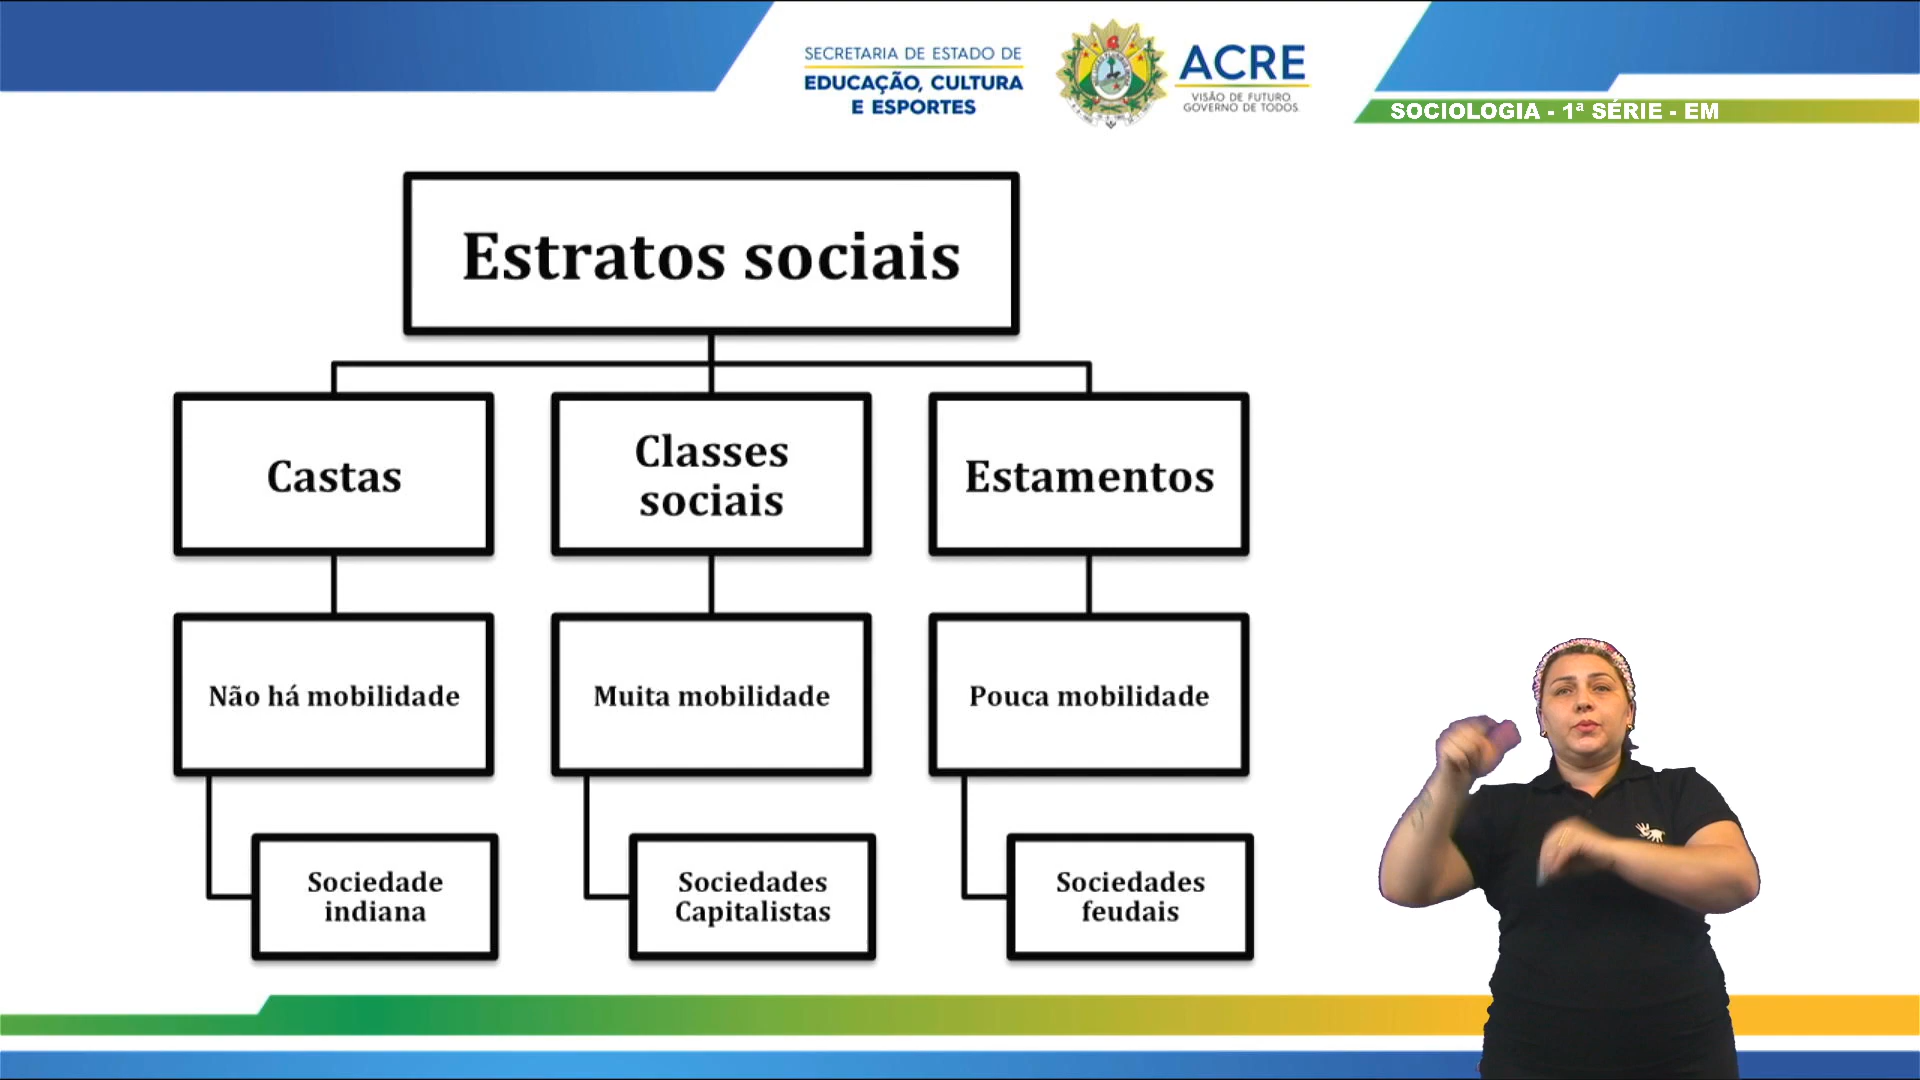 SECRETARIA DE ESTADO DE
EDUCAÇÃO, CULTURA
E ESPORTES
ACRE
VISÃO DE FUTURO
GOVERNO DE TODOS
SOCIOLOGIA - 1ª SÉRIE - EM
Estratos sociais
Castas
Classes
sociais
Estamentos
Não há mobilidade
Muita mobilidade
Pouca mobilidade
Sociedade
indiana
Sociedades
Capitalistas
Sociedades
feudais